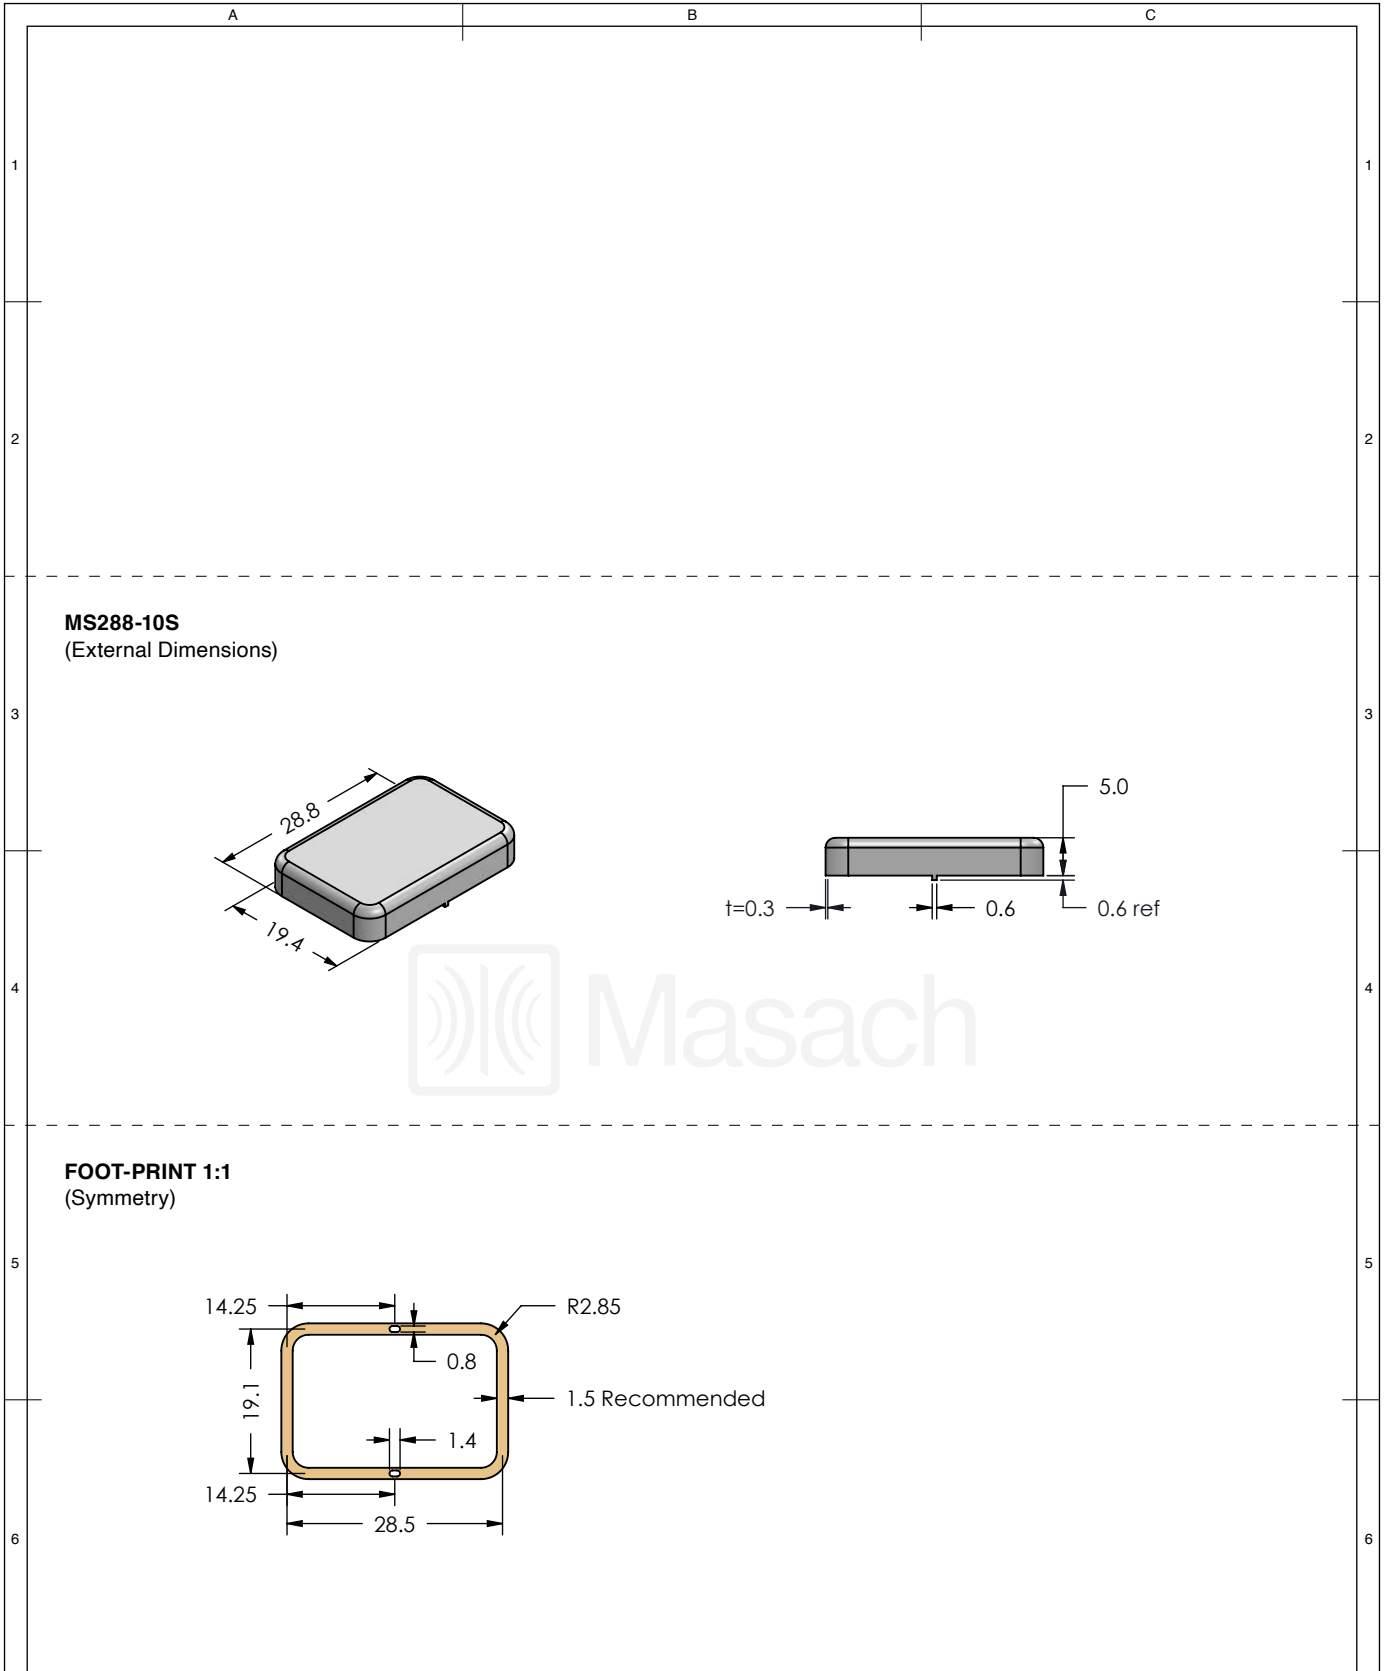 A B C
1 1
2 2
MS288-10S
(External Dimensions)
3 3
28.8
19.4
5.0
t=0.3
0.6
0.6 ref
Masach
4 4
FOOT-PRINT 1:1
(Symmetry)
5 5
14.25
R2.85
0.8
19.1
1.5 Recommended
1.4
14.25
28.5
6 6